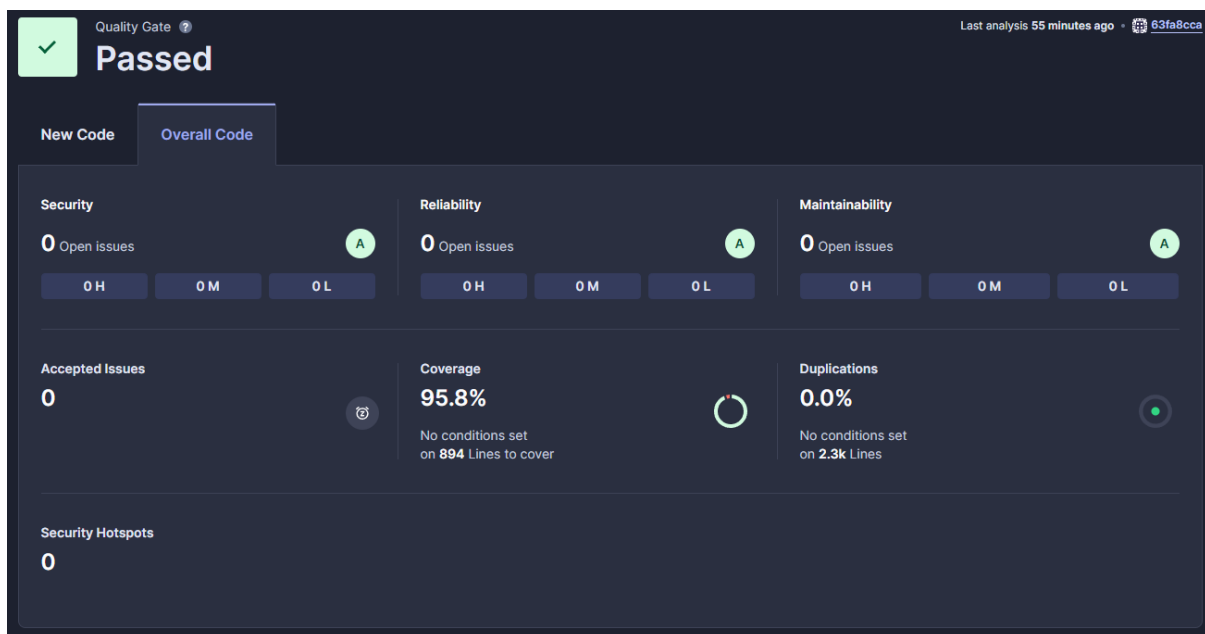 Quality Gate ?
Last analysis 55 minutes ago • 63fa8cca
Passed
New Code Overall Code
Security Reliability Maintainability
0 Open issues A 0 Open issues A 0 Open issues A
0 H 0 M 0 L 0 H 0 M 0 L 0 H 0 M 0 L
Accepted Issues Coverage Duplications
0 95.8% 0.0%
No conditions set No conditions set
on 894 Lines to cover on 2.3k Lines
Security Hotspots
0